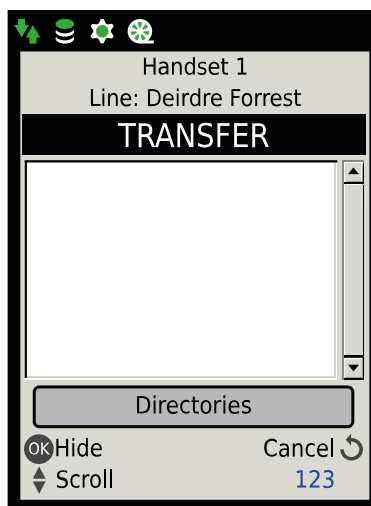 Handset 1
Line: Deirdre Forrest
TRANSFER
Directories
OK Hide Cancel
Scroll 123